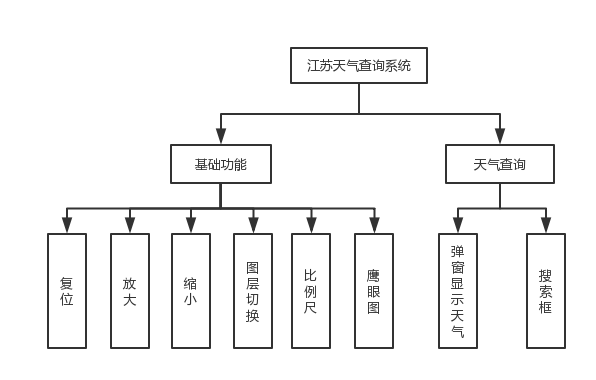 江苏天气查询系统
基础功能
天气查询
复位
放大
缩小
图层切换
比例尺
鹰眼图
弹窗显示天气
搜索框